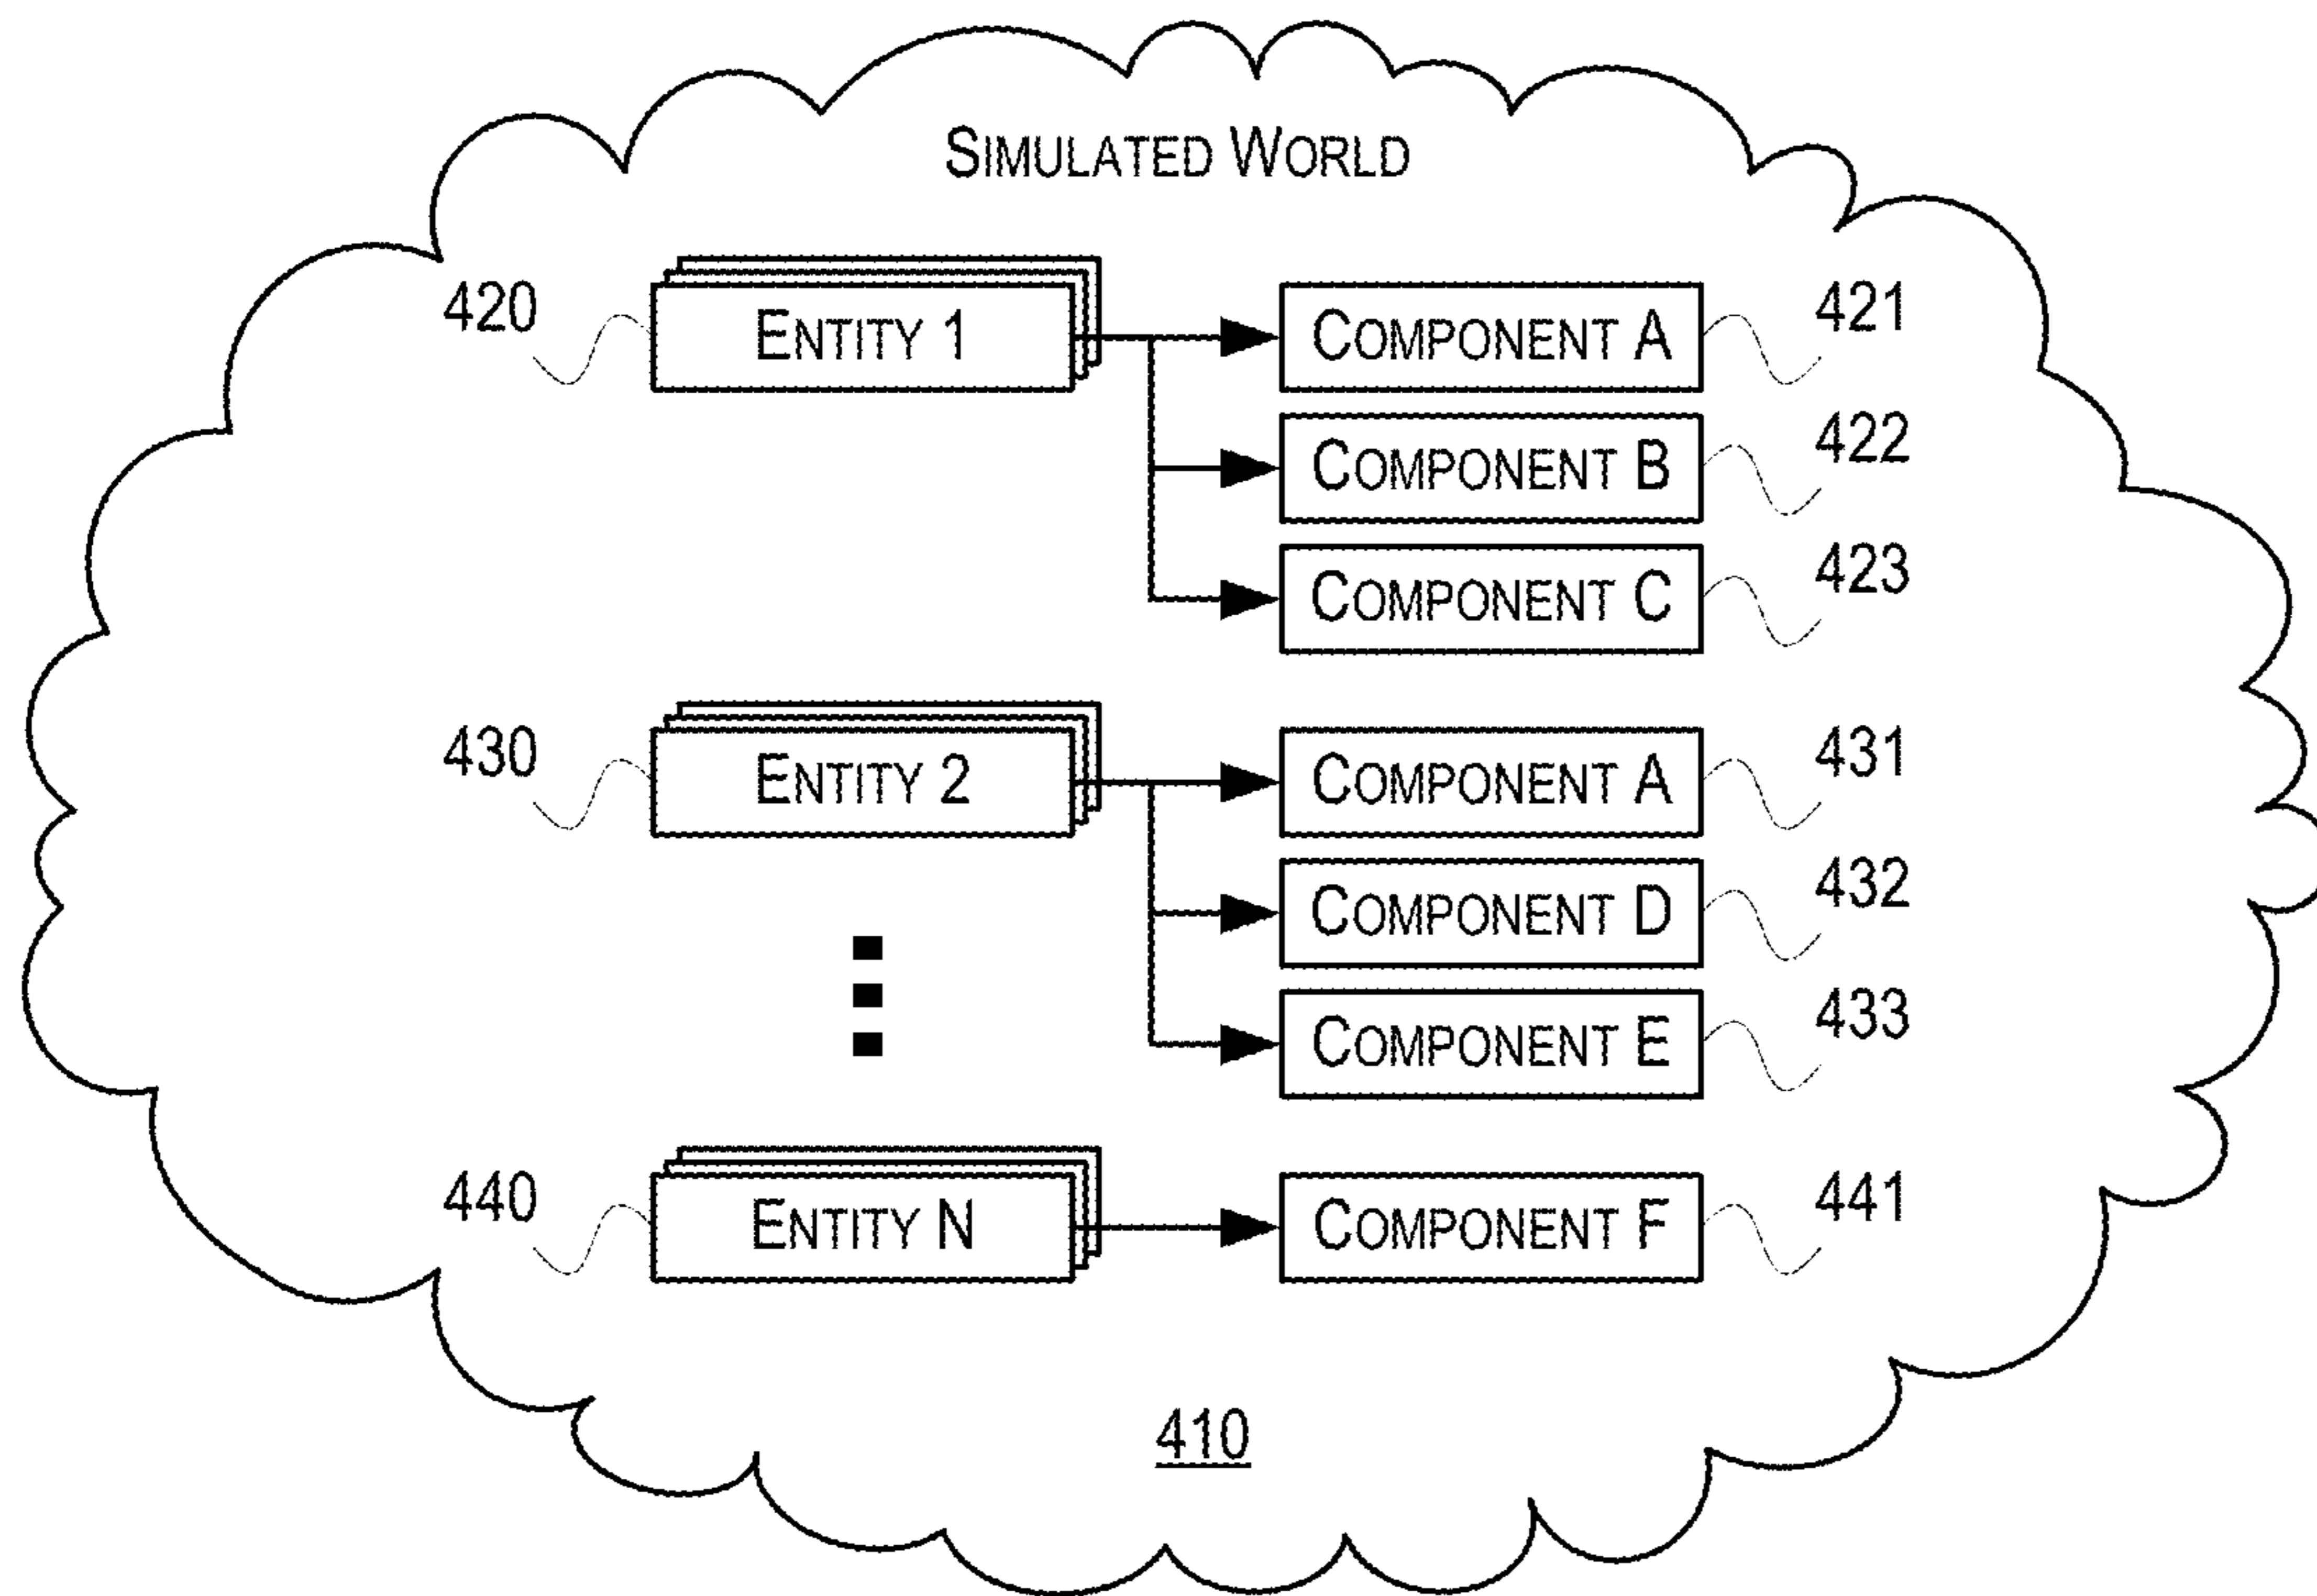 SIMULATED WORLD
420 ENTITY 1 COMPONENT A 421
COMPONENT B 422
COMPONENT C 423
430 ENTITY 2 COMPONENT A 431
COMPONENT D 432
COMPONENT E 433
440 ENTITY N COMPONENT F 441
410